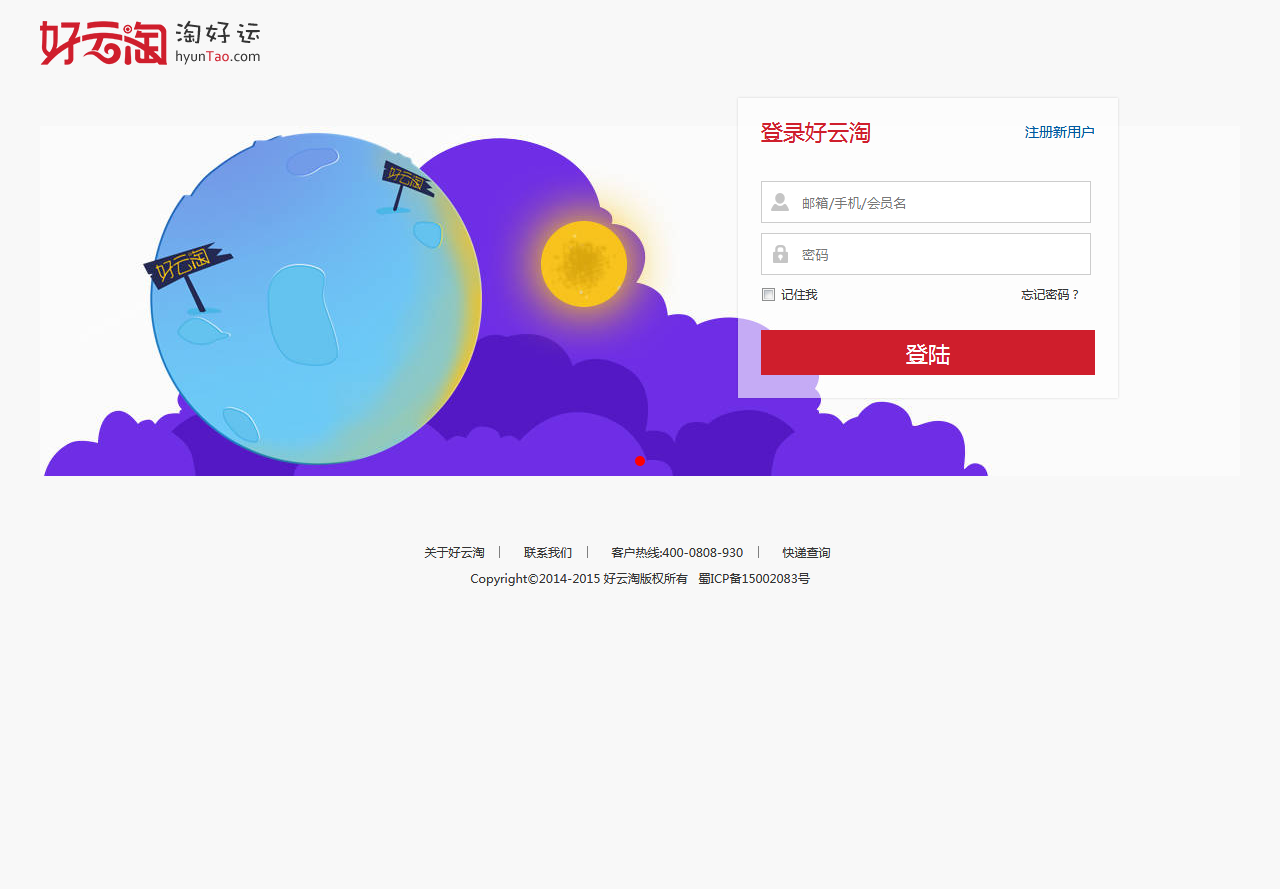 好云淘
淘好运
hyunTao.com
登录好云淘
注册新用户
邮箱/手机/会员名
密码
记住我
忘记密码？
登陆
好云淘
好云淘
关于好云淘 | 联系我们 | 客户热线:400-0808-930 | 快递查询
Copyright©2014-2015 好云淘版权所有 蜀ICP备15002083号